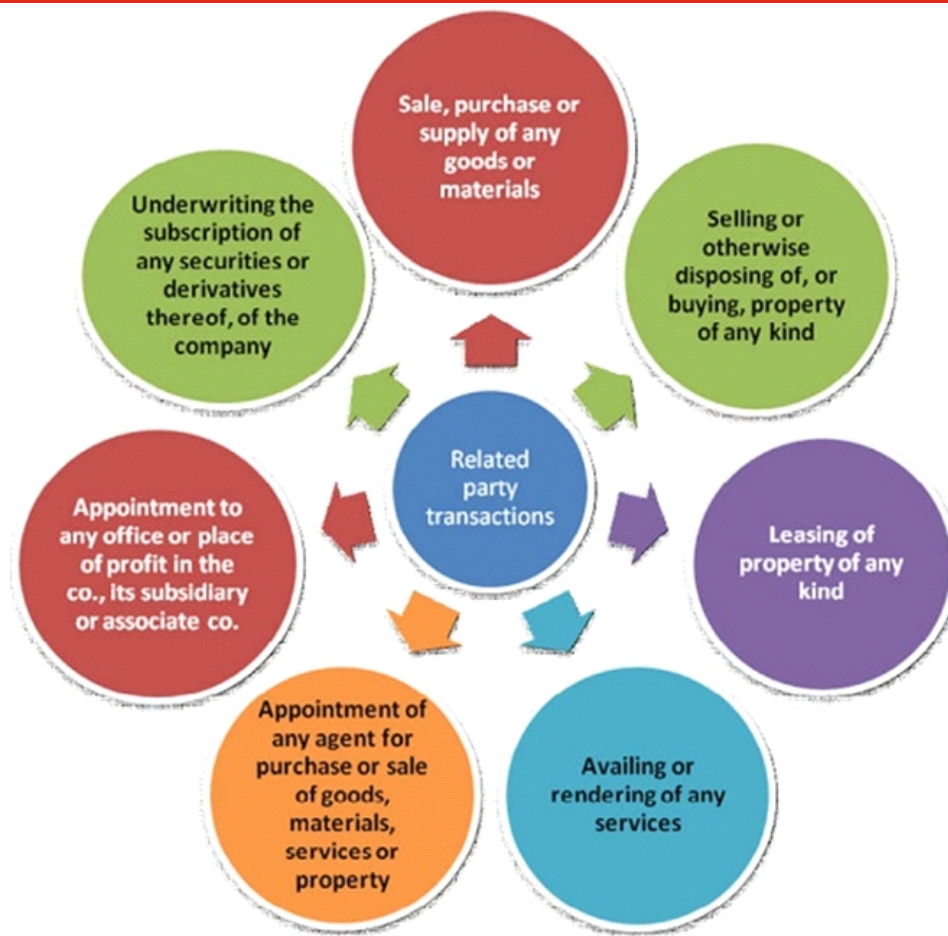 Sale, purchase or
supply of any
goods or
materials
Selling or
otherwise
disposing of, or
buying, property
of any kind
Leasing of
property of any
kind
Availing or
rendering of any
services
Appointment of
any agent for
purchase or sale
of goods,
materials,
services or
property
Appointment to
any office or place
of profit in the
co., its subsidiary
or associate co.
Underwriting the
subscription of
any securities or
derivatives
thereof, of the
company
Related
party
transactions